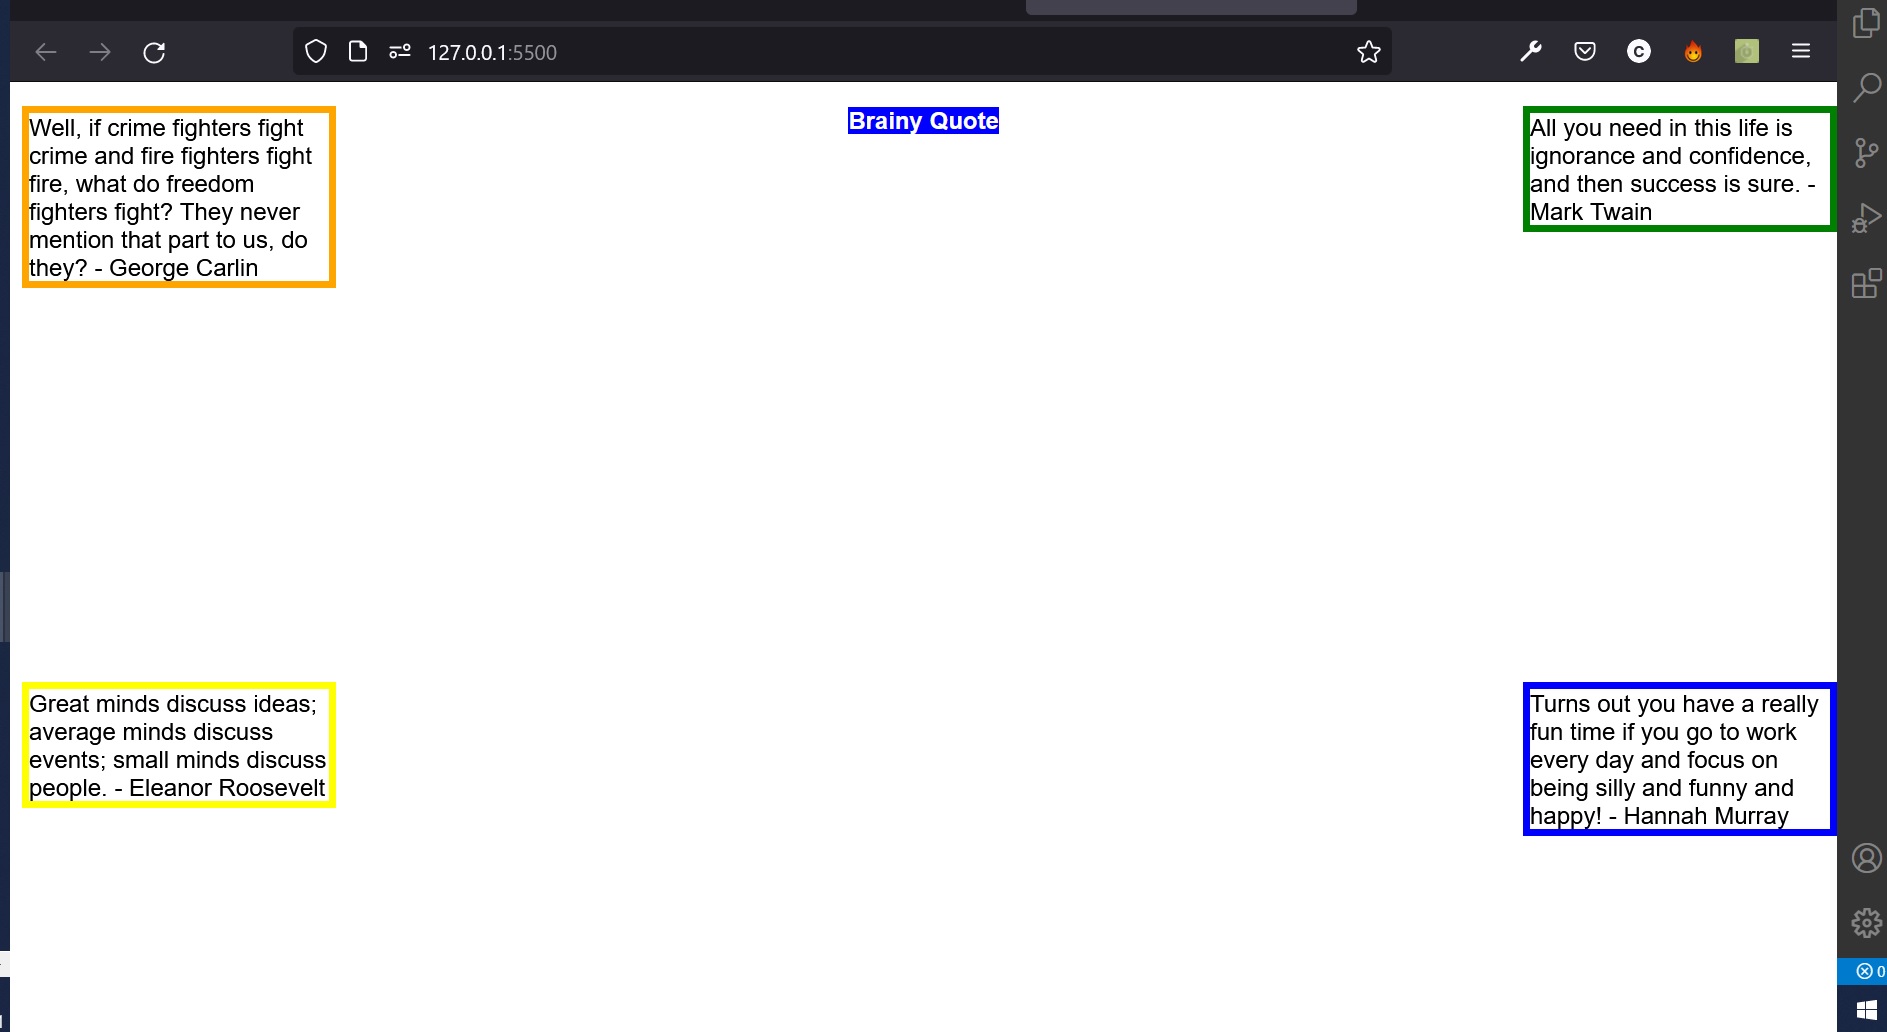 127.0.0.1:5500
Well, if crime fighters fight
crime and fire fighters fight
fire, what do freedom
fighters fight? They never
mention that part to us, do
they? - George Carlin
Brainy Quote
All you need in this life is
ignorance and confidence,
and then success is sure. -
Mark Twain
Great minds discuss ideas;
average minds discuss
events; small minds discuss
people. - Eleanor Roosevelt
Turns out you have a really
fun time if you go to work
every day and focus on
being silly and funny and
happy! - Hannah Murray
C
0